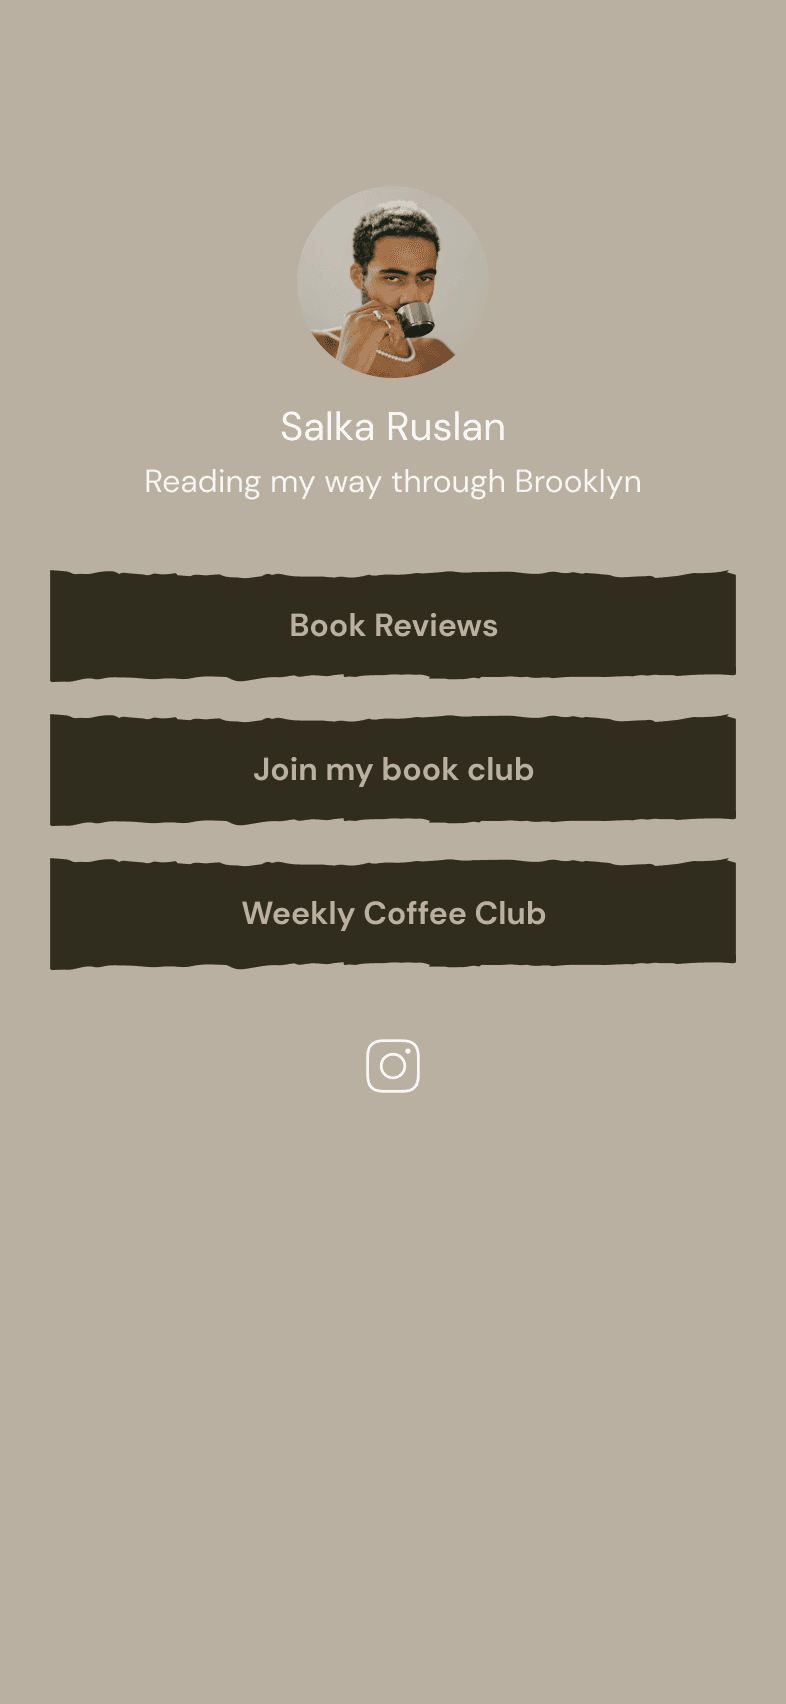 Salka Ruslan
Reading my way through Brooklyn
Book Reviews
Join my book club
Weekly Coffee Club